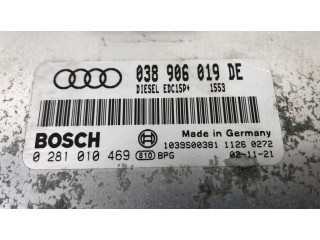 038 906 019 DE
DIESEL EDC15P+ 1553
BOSCH
Made in Germany
1039S00381 1126 0272
0 281 010 469 810 BPG 02-11-21